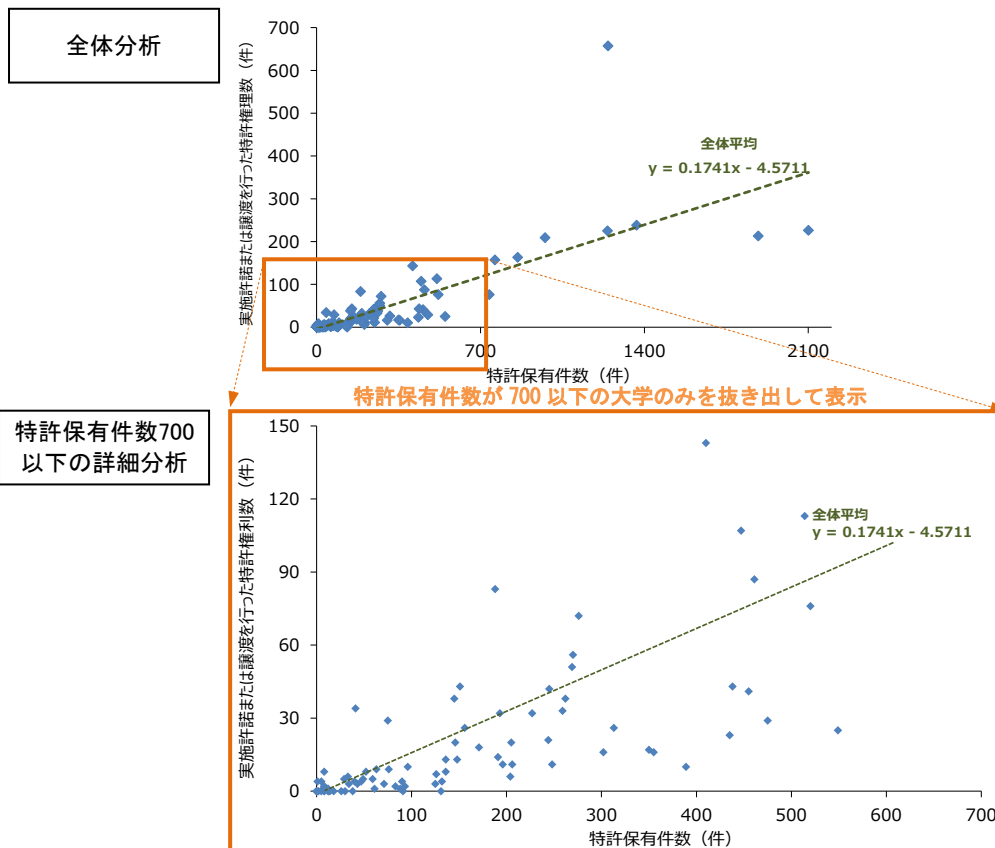 全体分析
実施許諾または譲渡を行った特許権理数（件）
700
600
500
400
300
200
100
0
0
700
1400
2100
特許保有件数（件）
全体平均
y = 0.1741x - 4.5711
特許保有件数が 700 以下の大学のみを抜き出して表示
特許保有件数700
以下の詳細分析
実施許諾または譲渡を行った特許権利数（件）
150
120
90
60
30
0
0
100
200
300
400
500
600
700
特許保有件数（件）
全体平均
y = 0.1741x - 4.5711